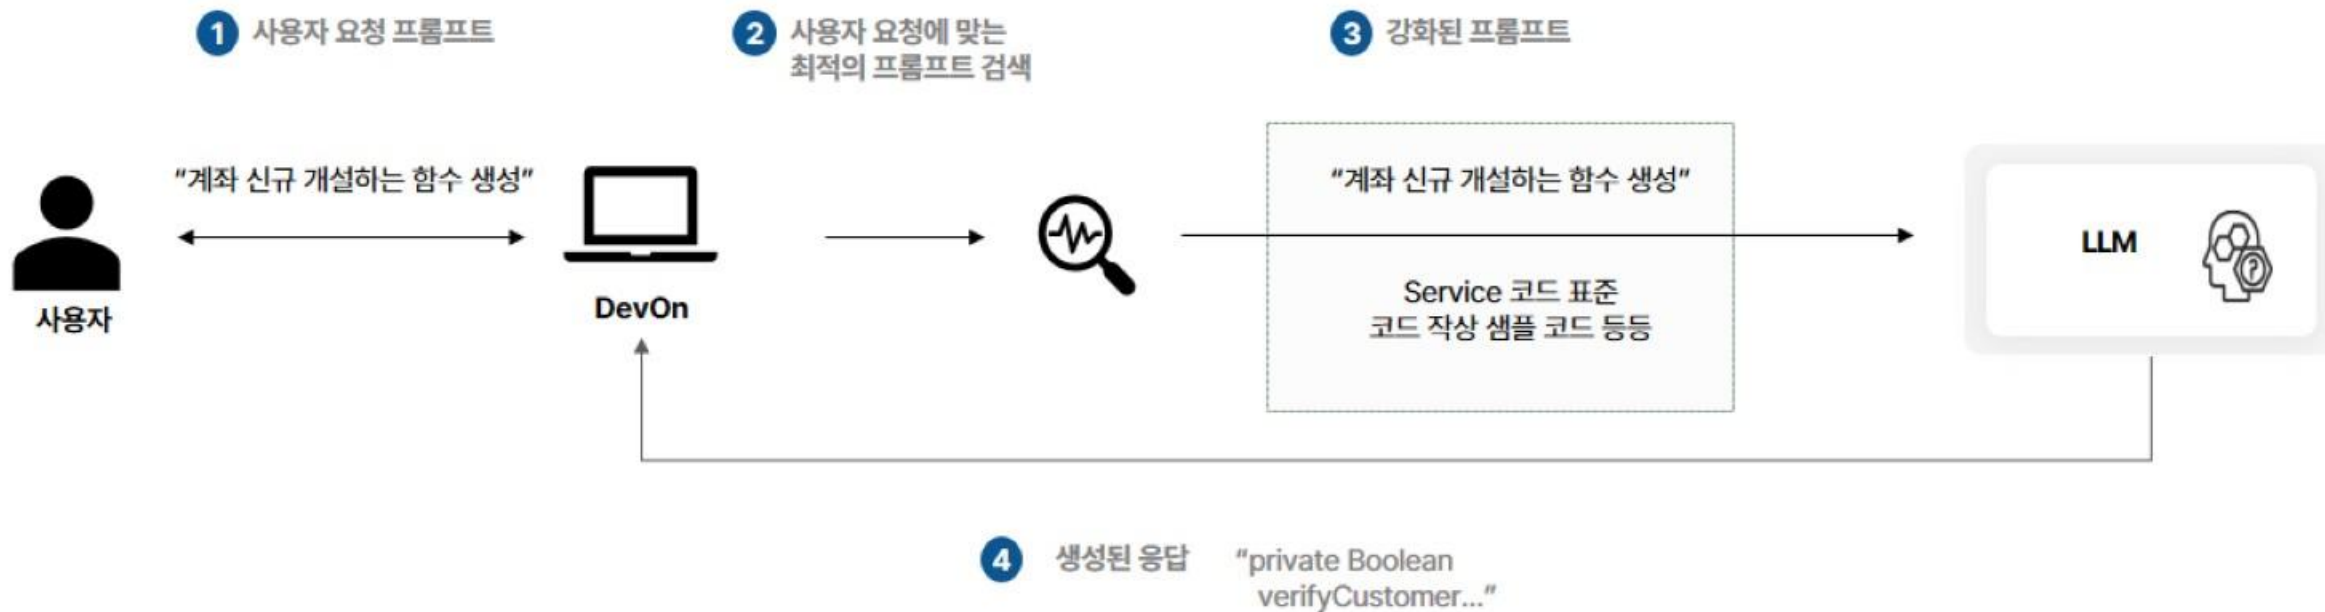 1 사용자 요청 프롬프트
2 사용자 요청에 맞는
최적의 프롬프트 검색
3 강화된 프롬프트
"계좌 신규 개설하는 함수 생성"
"계좌 신규 개설하는 함수 생성"
사용자
DevOn
Service 코드 표준
코드 작상 샘플 코드 등등
LLM
?
4 생성된 응답 "private Boolean
verifyCustomer..."